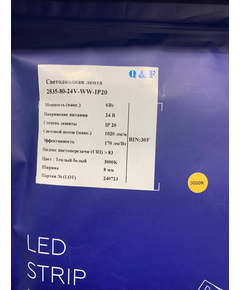 Q & F
Светодиодная лента
2835-80-24V-WW-IP20
Мощность (макс.) 6Вт
Напряжение питания 24 В
Степень защиты IP 20
Световой поток (макс.) 1020 лм/м
Эффективность 170 лм/Вт
BIN:30F
Индекс цветопередачи (CRI) > 83
Цвет / Теплый белый 3000K
Ширина 8 мм
Партия № (LOT) 240723
3000K
LED
STRIP